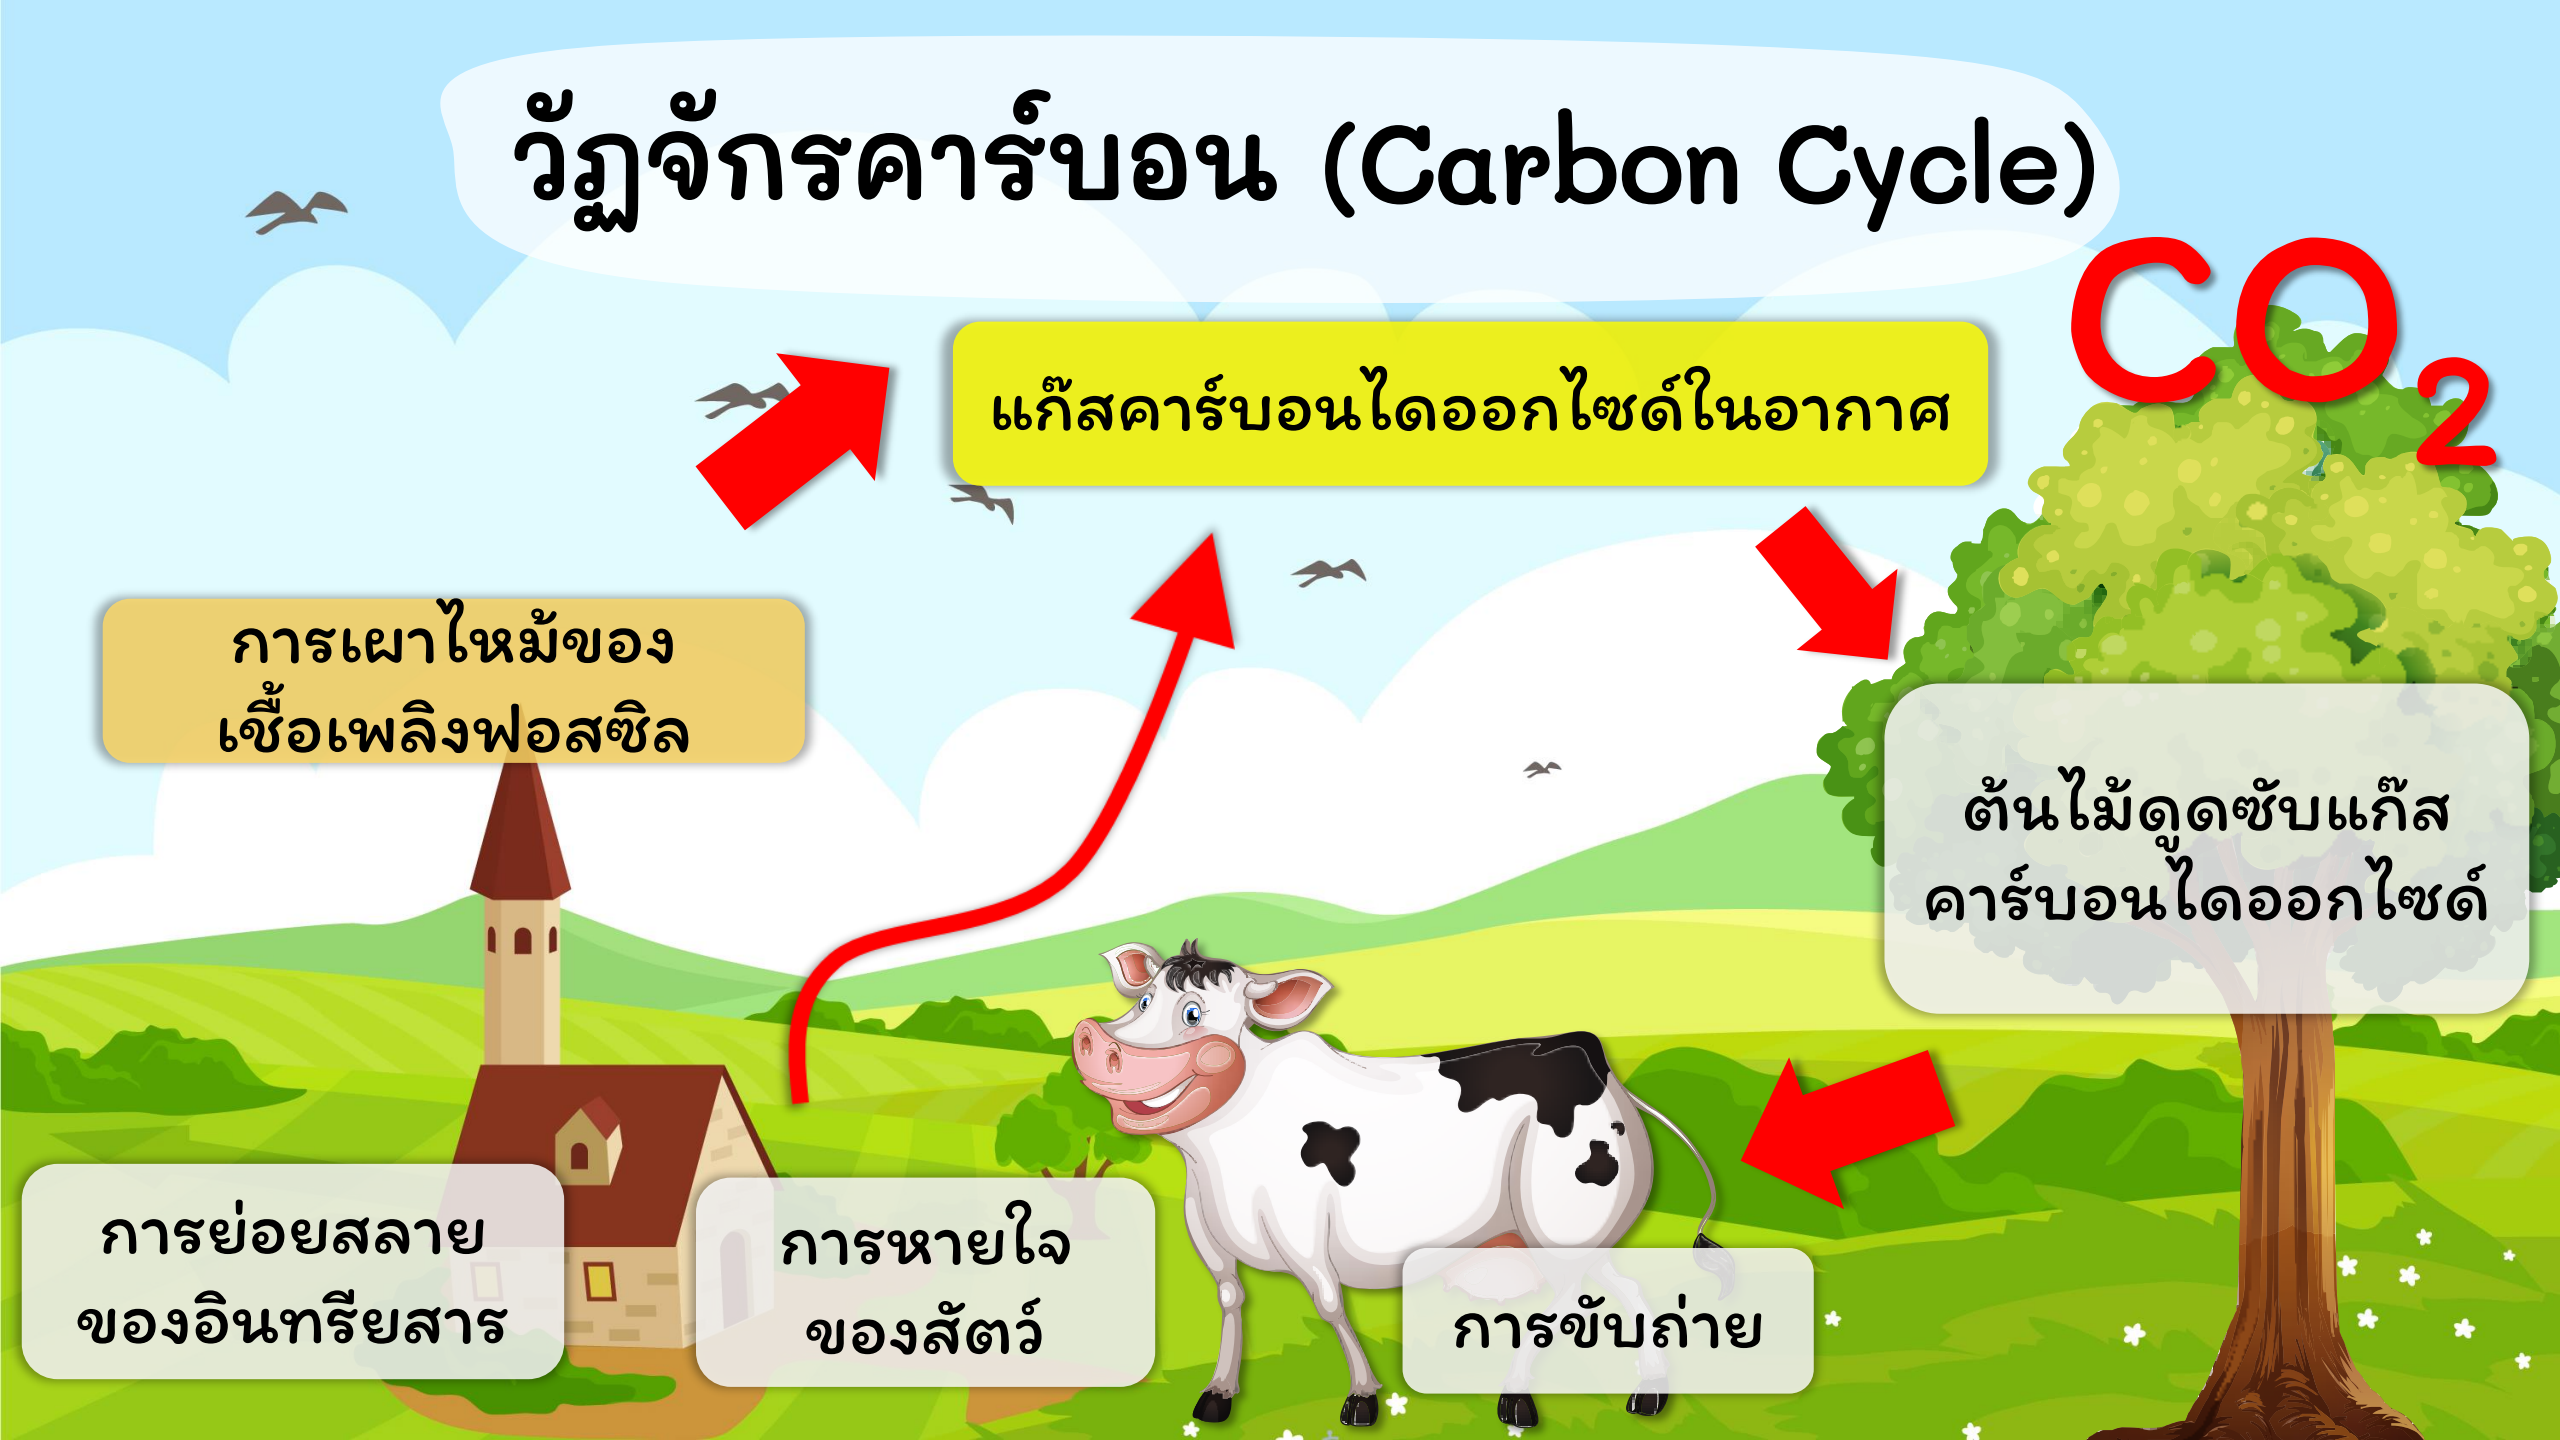 วัฏจักรคาร์บอน (Carbon Cycle)
CO₂
แก๊สคาร์บอนไดออกไซด์ในอากาศ
การเผาไหม้ของ
เชื้อเพลิงฟอสซิล
ต้นไม้ดูดซับแก๊ส
คาร์บอนไดออกไซด์
การย่อยสลาย
ของอินทรียสาร
การหายใจ
ของสัตว์
การขับถ่าย